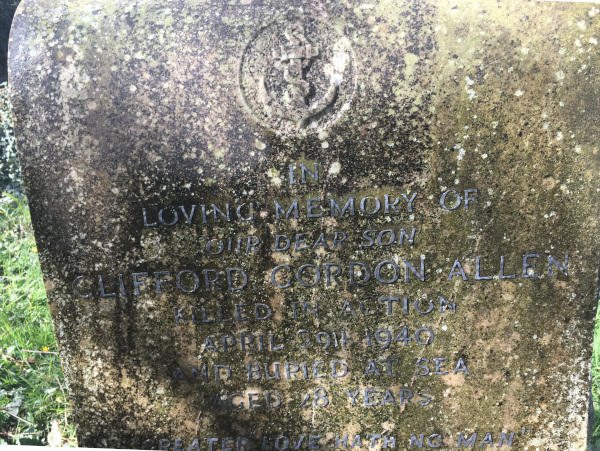 IN
LOVING MEMORY OF
OUR DEAR SON
CLIFFORD GORDON ALLEN
KILLED IN ACTION
APRIL 29TH 1940
AND BURIED AT SEA
AGED 28 YEARS
"GREATER LOVE HATH NO MAN"